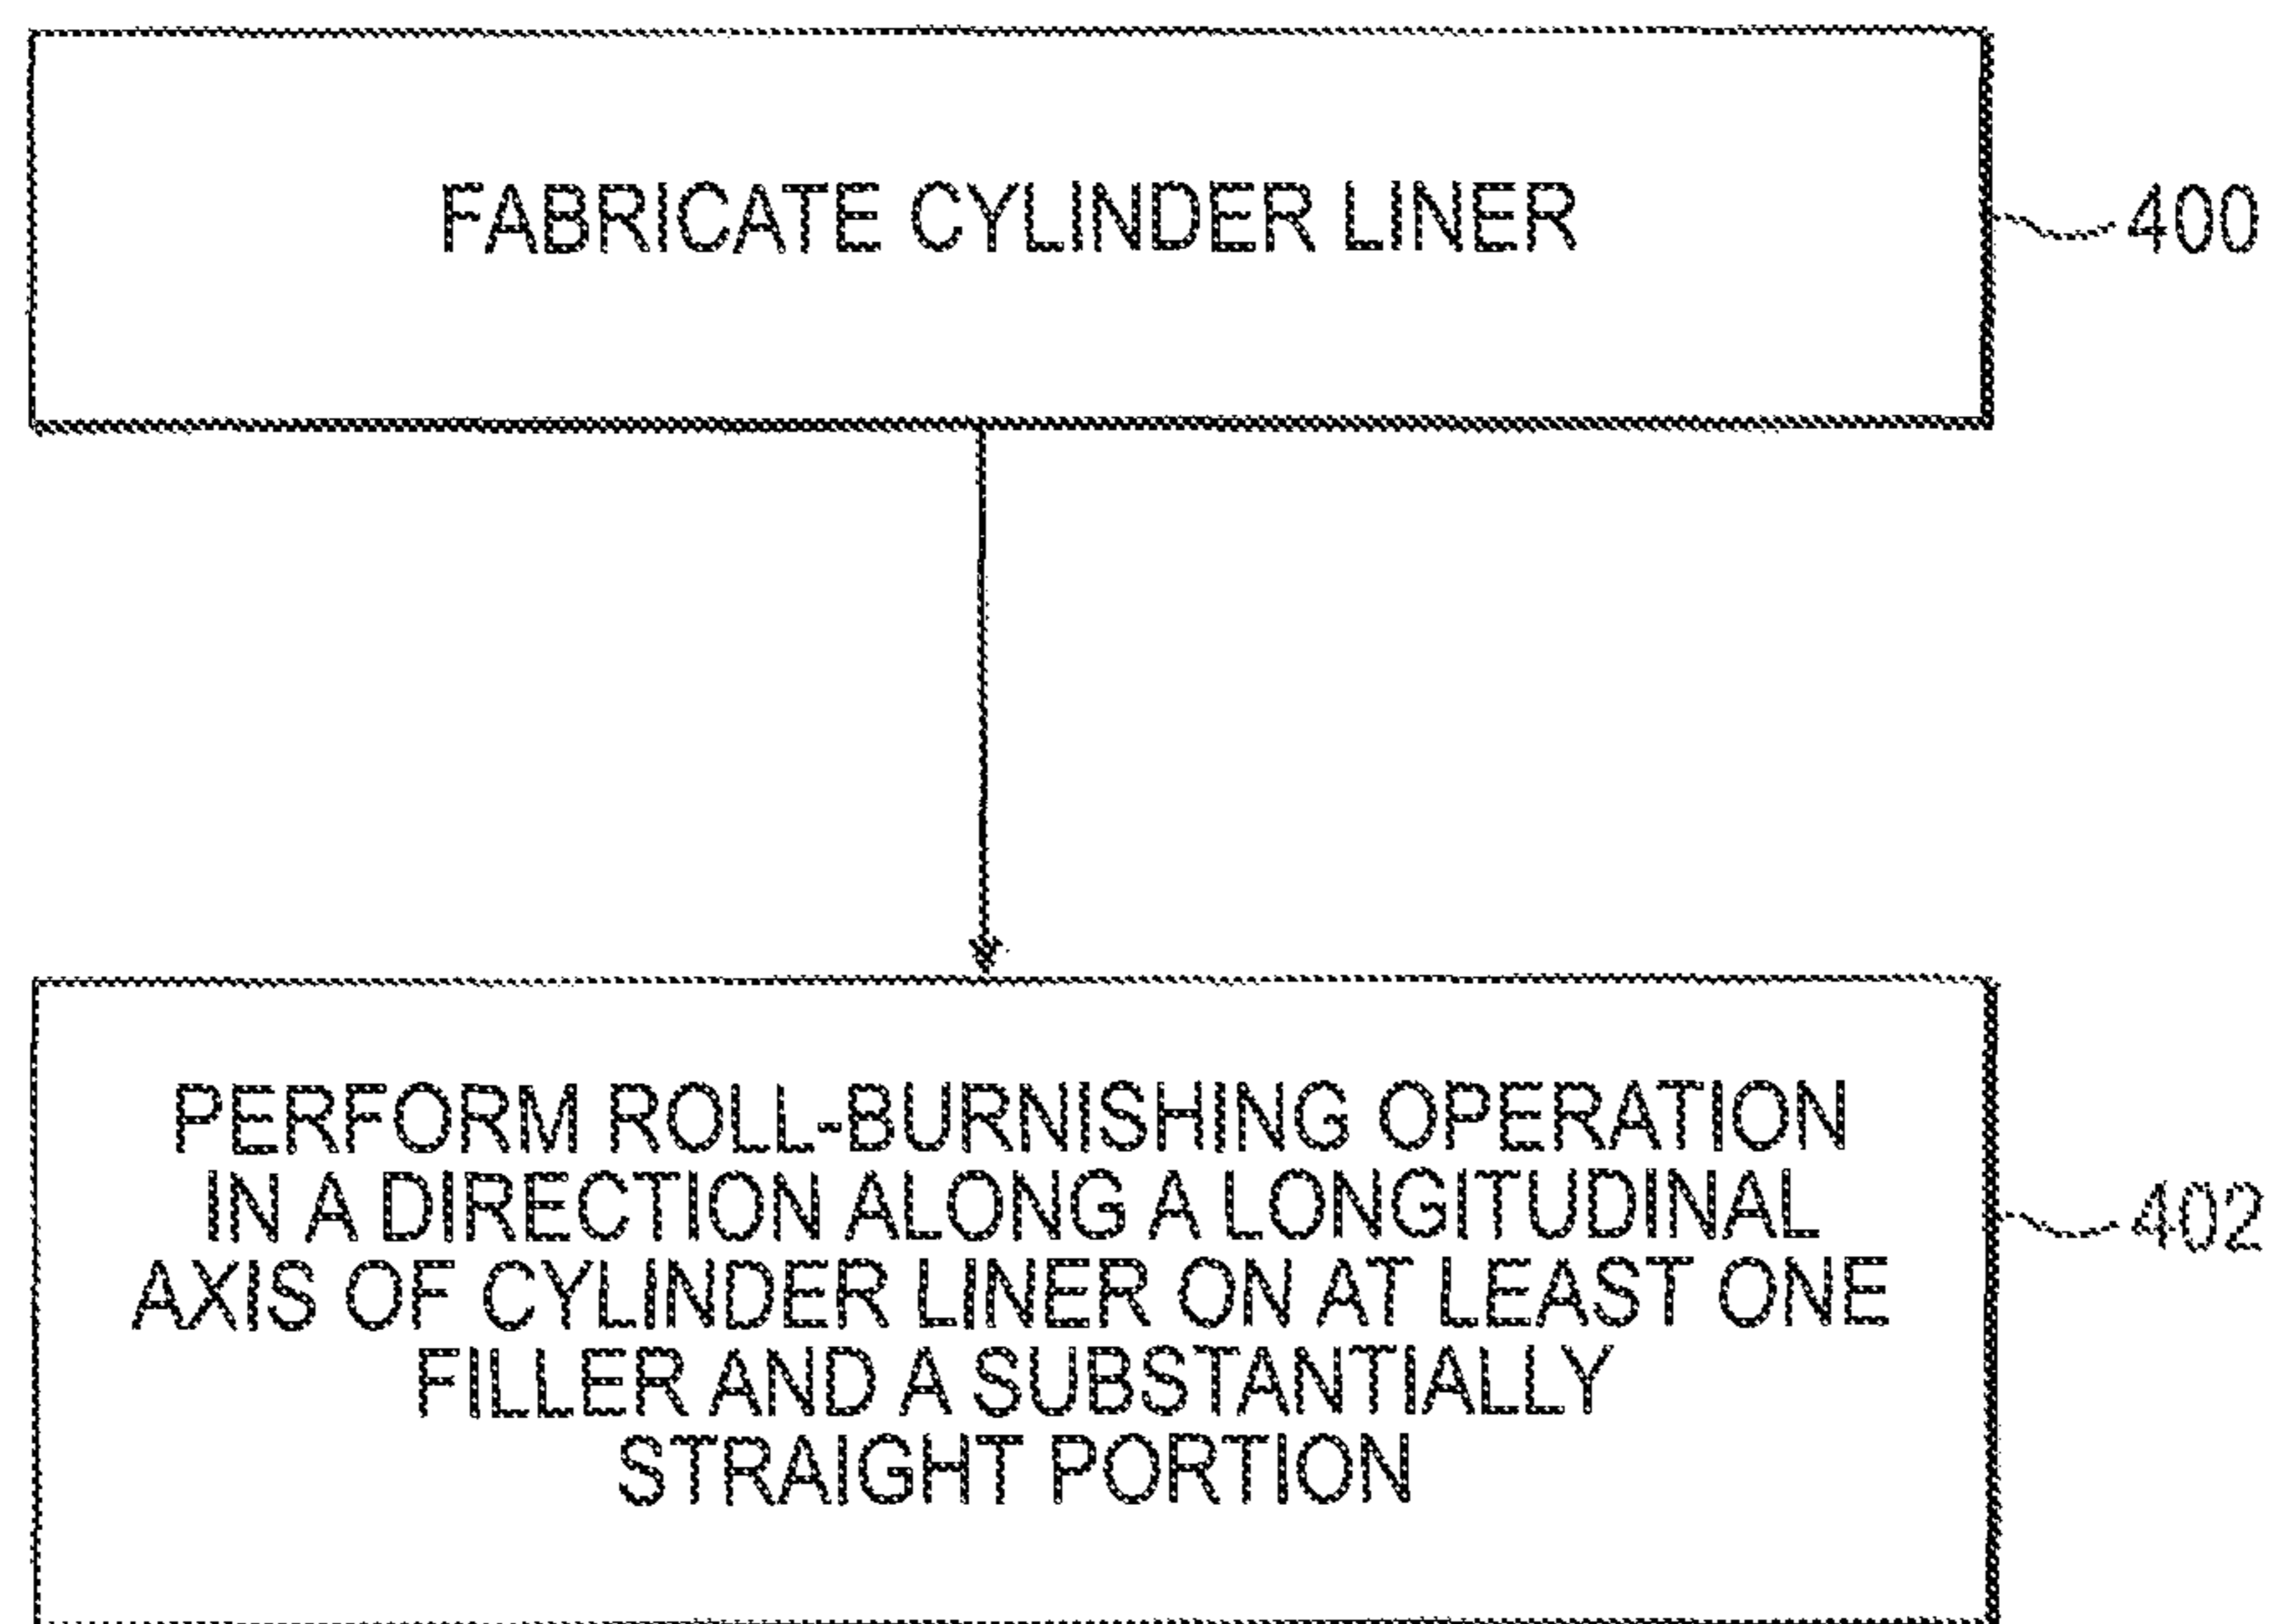 FABRICATE CYLINDER LINER
400
PERFORM ROLL-BURNISHING OPERATION
IN A DIRECTION ALONG A LONGITUDINAL
AXIS OF CYLINDER LINER ON AT LEAST ONE
FILLER AND A SUBSTANTIALLY
STRAIGHT PORTION
402